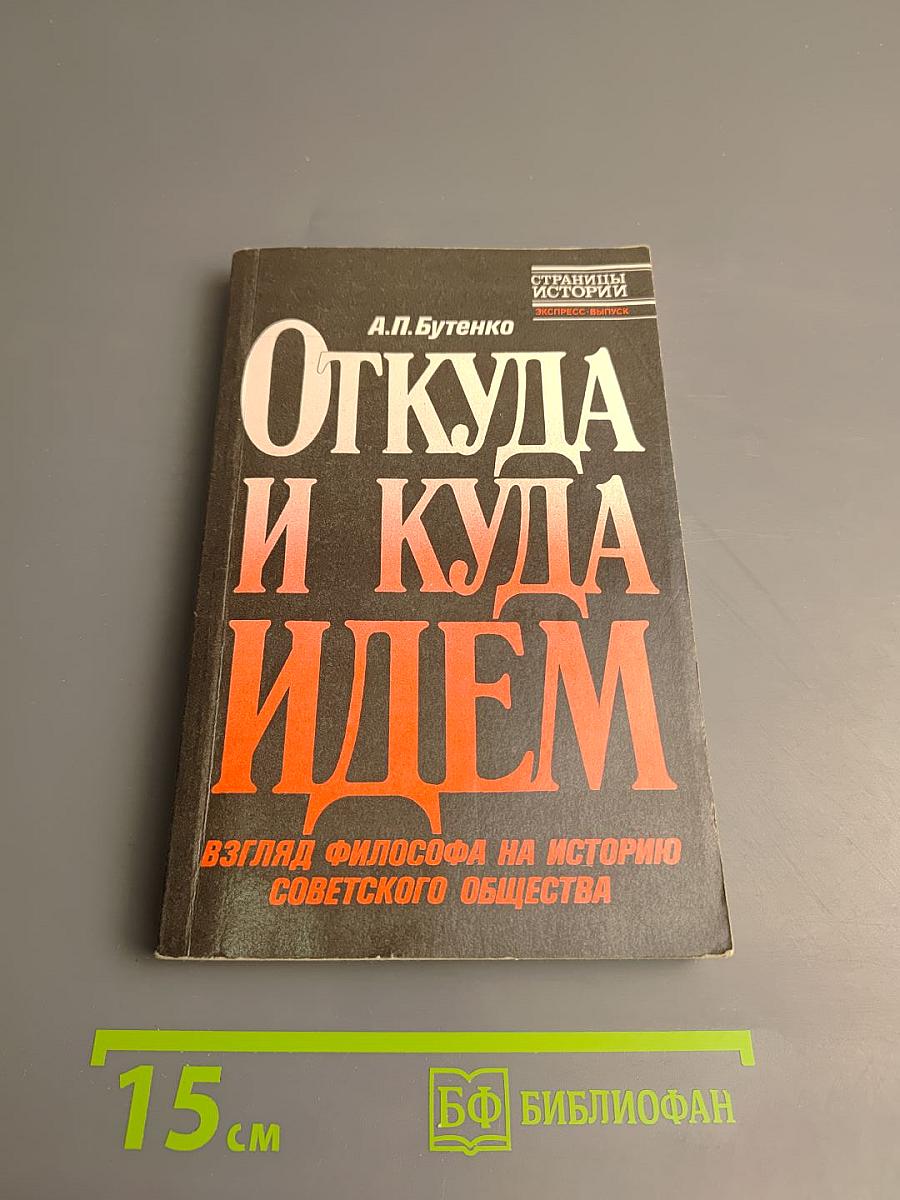 СТРАНИЦЫ
ИСТОРИИ
ЭКСПРЕСС-ВЫПУСК
А.П.Бутенко
ОТКУДА
И КУДА
ИДЕМ
ВЗГЛЯД ФИЛОСОФА НА ИСТОРИЮ
СОВЕТСКОГО ОБЩЕСТВА
15 см
БФ БИБЛИОФАН